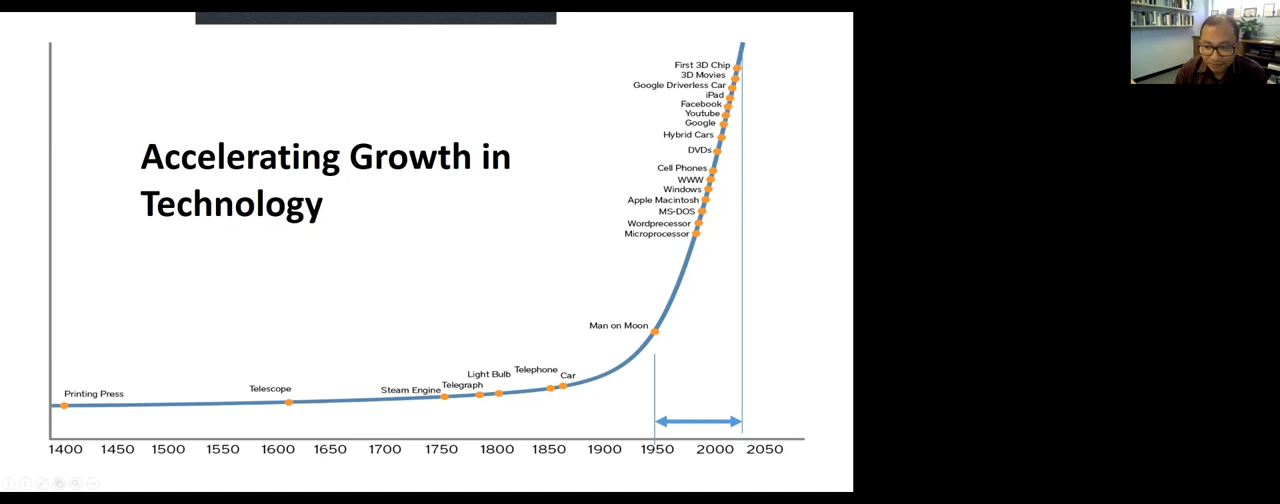 Accelerating Growth in
Technology
First 3D Chip
3D Movies
Google Driverless Car
iPad
Facebook
Youtube
Google
Hybrid Cars
DVDs
Cell Phones
WWW
Windows
Apple Macintosh
MS-DOS
Wordprecessor
Microprocessor
Man on Moon
Light Bulb Telephone Car
Printing Press Telescope Steam Engine Telegraph
1400 1450 1500 1550 1600 1650 1700 1750 1800 1850 1900 1950 2000 2050